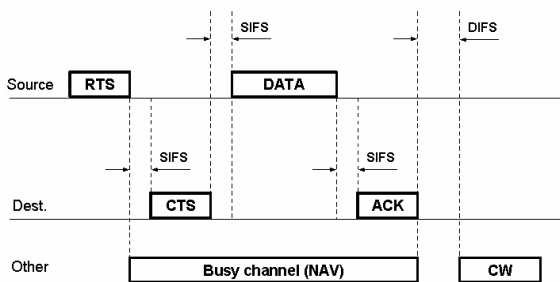 SIFS
DIFS
Source
RTS
DATA
SIFS
SIFS
Dest.
CTS
ACK
Other
Busy channel (NAV)
CW